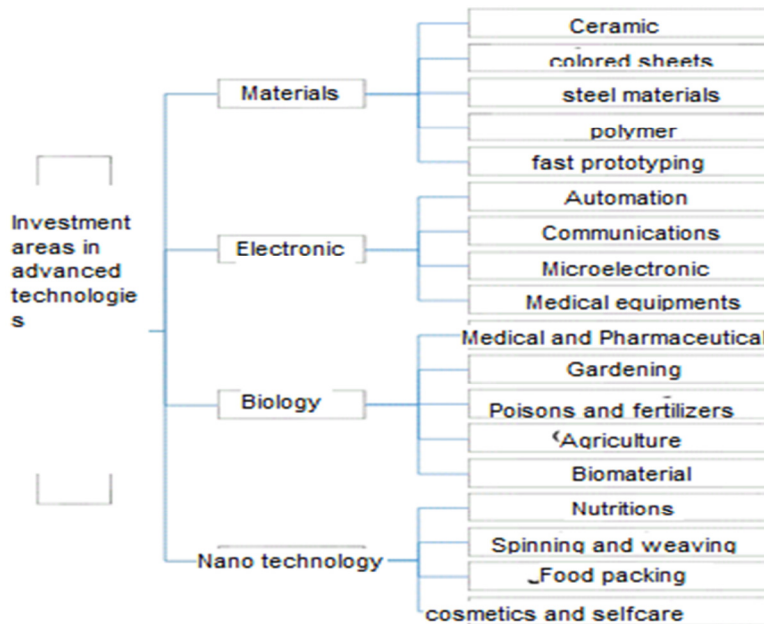 Investment
areas in
advanced
technologie
s
Materials
Ceramic
colored sheets
steel materials
polymer
fast prototyping
Electronic
Automation
Communications
Microelectronic
Medical equipments
Biology
Medical and Pharmaceutical
Gardening
Poisons and fertilizers
Agriculture
Biomaterial
Nano technology
Nutritions
Spinning and weaving
Food packing
cosmetics and selfcare